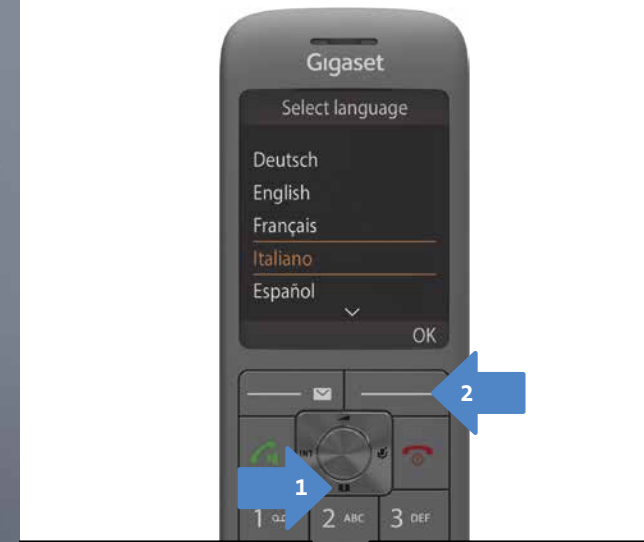 Gigaset
Select language
Deutsch
English
Français
Italiano
Español
OK
2
INT
1
1
2 ABC
3 DEF